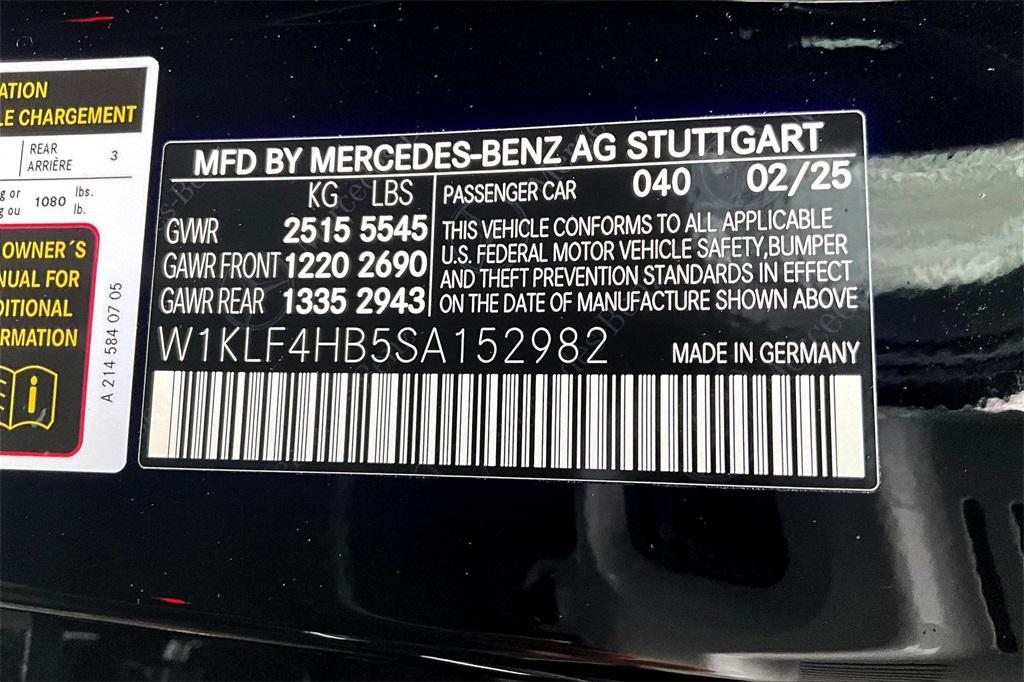 ATION
LE CHARGEMENT
REAR
ARRIÈRE 3
g or
g ou 1080 lbs.
lb.
OWNER´S
NUAL FOR
DITIONAL
ORMATION
A 214 584 07 05
MFD BY MERCEDES-BENZ AG STUTTGART
KG LBS
GVWR 2515 5545
GAWR FRONT 1220 2690
GAWR REAR 1335 2943
PASSENGER CAR 040 02/25
THIS VEHICLE CONFORMS TO ALL APPLICABLE
U.S. FEDERAL MOTOR VEHICLE SAFETY,BUMPER
AND THEFT PREVENTION STANDARDS IN EFFECT
ON THE DATE OF MANUFACTURE SHOWN ABOVE
W1KLF4HB5SA152982
MADE IN GERMANY